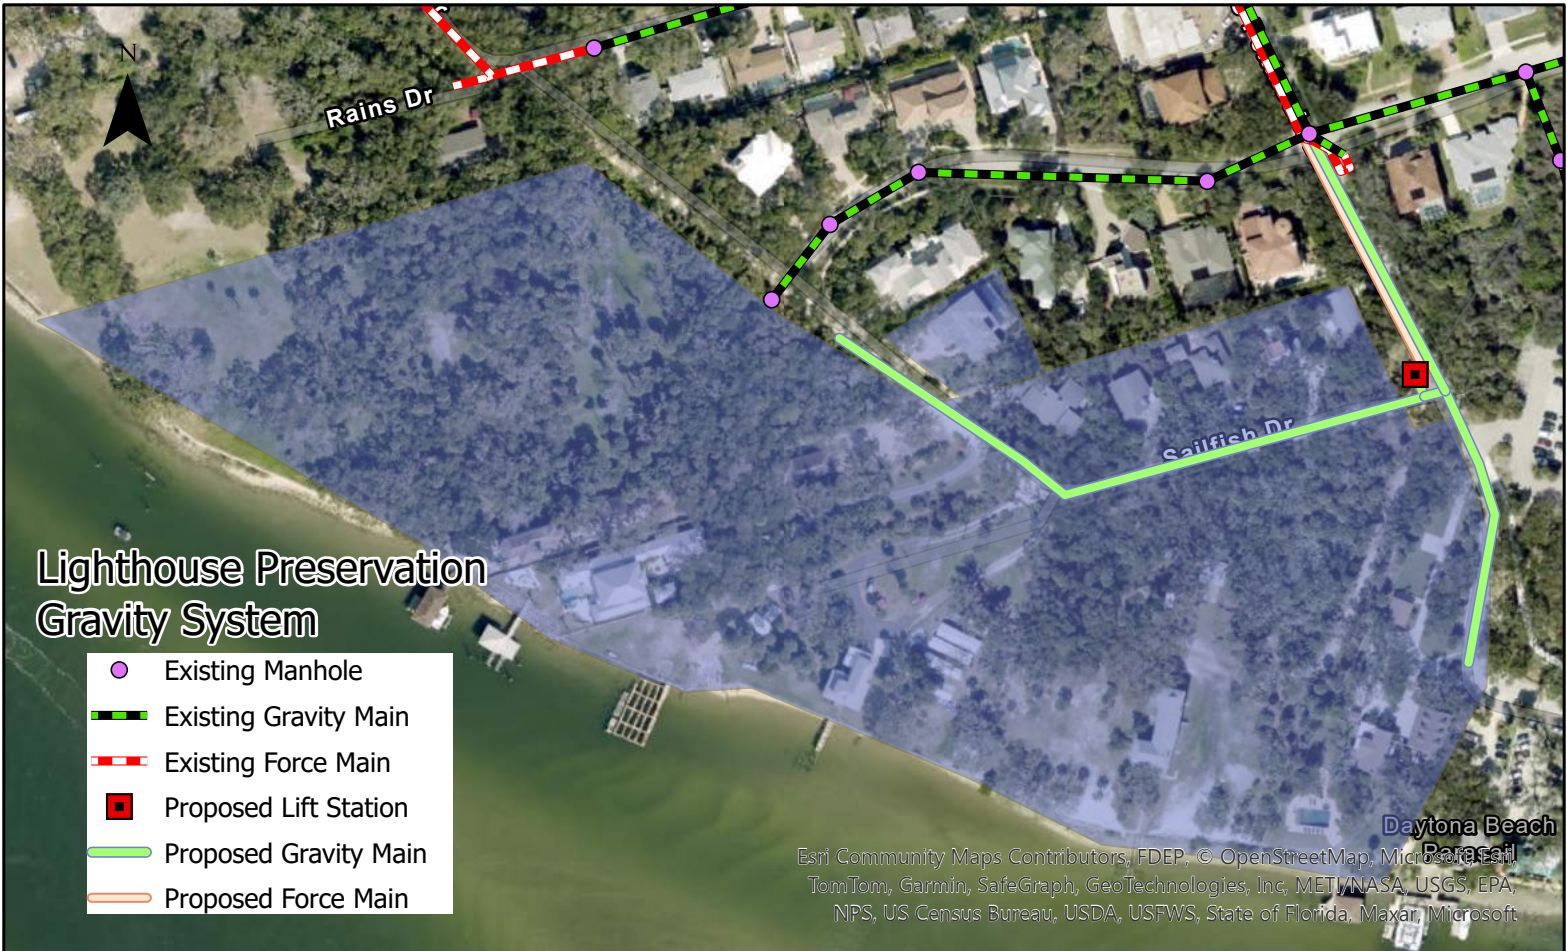 N
Rains Dr
Sailfish Dr
Lighthouse Preservation
Gravity System
Existing Manhole
Existing Gravity Main
Existing Force Main
Proposed Lift Station
Proposed Gravity Main
Proposed Force Main
Daytona Beach
Parasail
Esri Community Maps Contributors, FDEP, © OpenStreetMap, Microsoft, Esri,
TomTom, Garmin, SafeGraph, GeoTechnologies, Inc, METI/NASA, USGS, EPA,
NPS, US Census Bureau, USDA, USFWS, State of Florida, Maxar, Microsoft